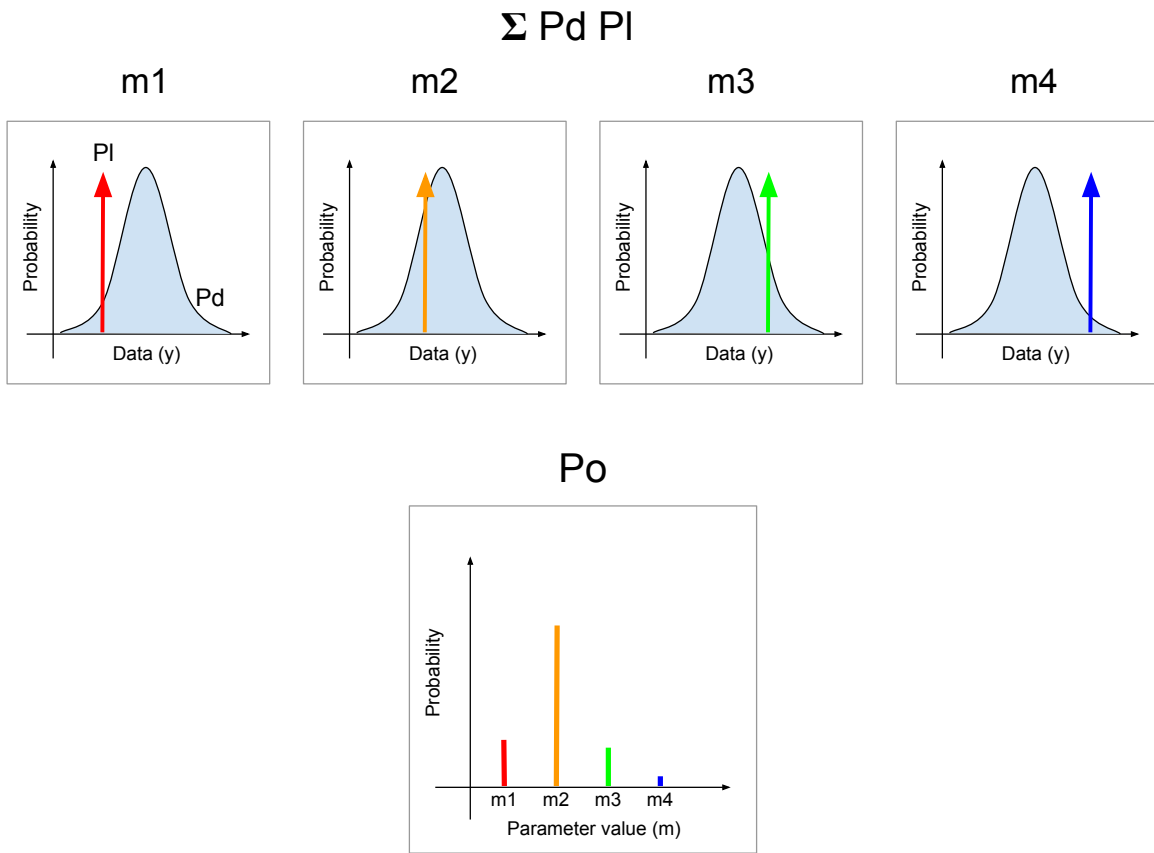 Σ Pd Pl
m1
m2
m3
m4
Probability
Pl
Pd
Data (y)
Probability
Data (y)
Probability
Data (y)
Probability
Data (y)
Po
Probability
m1 m2 m3 m4
Parameter value (m)